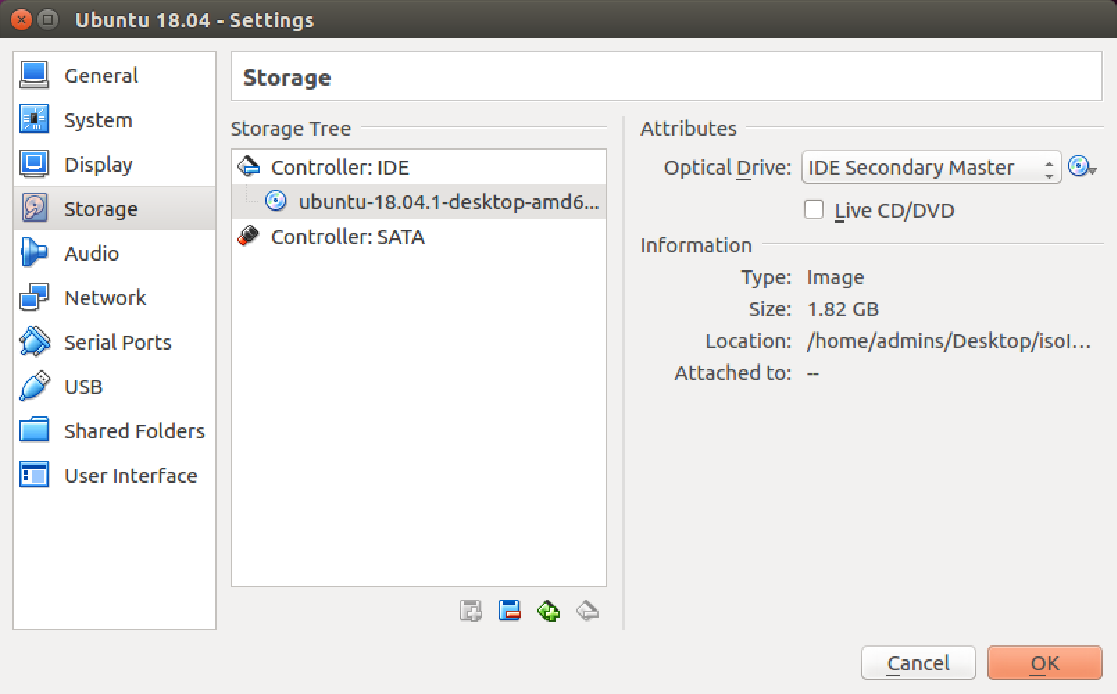 Ubuntu 18.04 - Settings
General
System
Display
Storage
Audio
Network
Serial Ports
USB
Shared Folders
User Interface
Storage
Storage Tree
Controller: IDE
ubuntu-18.04.1-desktop-amd6...
Controller: SATA
Attributes
Optical Drive: IDE Secondary Master
Live CD/DVD
Information
Type: Image
Size: 1.82 GB
Location: /home/admins/Desktop/isoI...
Attached to: --
Cancel
OK